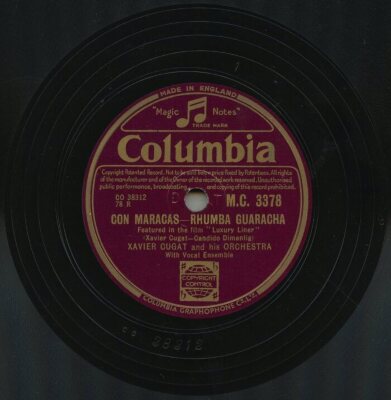 MADE IN ENGLAND
"Magic Notes"
TRADE MARK
Columbia
Copyright Patented Record. Not to be sold below price fixed by Patentees. All rights
of the manufacturer and of the Owner of the recorded work reserved. Unauthorised
public performance, broadcasting and copying of this record prohibited.
CO 38312
78 R
M.C. 3378
CON MARACAS—RHUMBA GUARACHA
Featured in the film "Luxury Liner"
(Xavier Cugat—Candido Dimanlig)
XAVIER CUGAT and his ORCHESTRA
With Vocal Ensemble
COPYRIGHT
CONTROL
COLUMBIA GRAPHOPHONE Cº LTD.
CO 38312